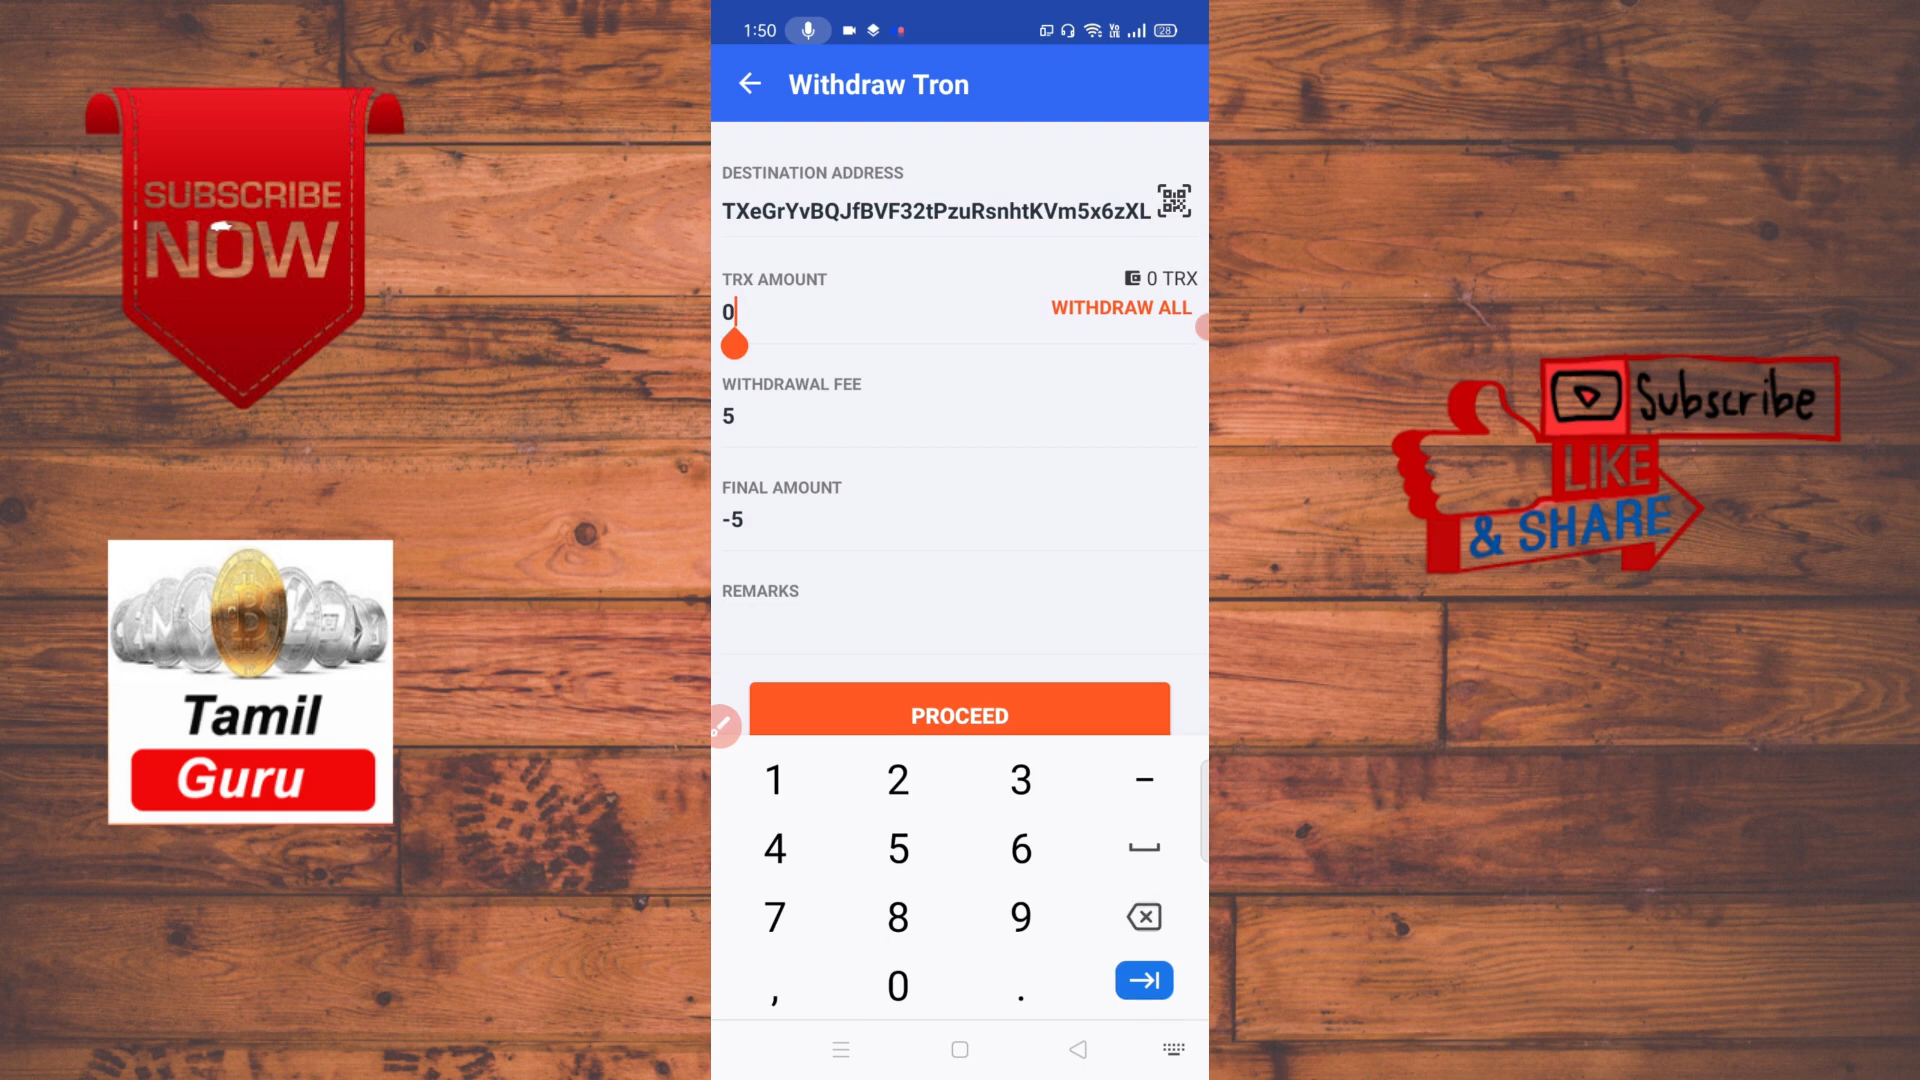 SUBSCRIBE
NOW
Tamil
Guru
1:50
28
Withdraw Tron
DESTINATION ADDRESS
TXeGrYvBQJfBVF32tPzuRsnhtKVm5x6zXL
TRX AMOUNT
0 TRX
0
WITHDRAW ALL
WITHDRAWAL FEE
5
FINAL AMOUNT
-5
REMARKS
PROCEED
1 2 3 -
4 5 6
7 8 9
, 0 .
Subscribe
LIKE
& SHARE